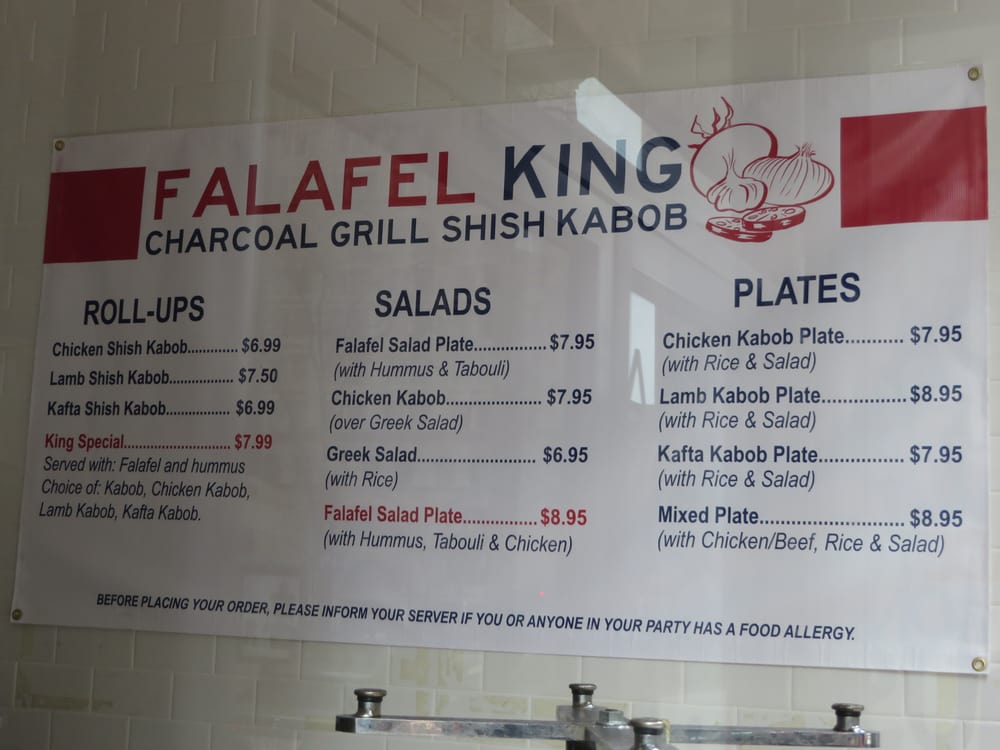 FALAFEL KING
CHARCOAL GRILL SHISH KABOB
ROLL-UPS
Chicken Shish Kabob............ $6.99
Lamb Shish Kabob............... $7.50
Kafta Shish Kabob............... $6.99
King Special.......................... $7.99
Served with: Falafel and hummus
Choice of: Kabob, Chicken Kabob,
Lamb Kabob, Kafta Kabob.
SALADS
Falafel Salad Plate................. $7.95
(with Hummus & Tabouli)
Chicken Kabob...................... $7.95
(over Greek Salad)
Greek Salad........................... $6.95
(with Rice)
Falafel Salad Plate................. $8.95
(with Hummus, Tabouli & Chicken)
PLATES
Chicken Kabob Plate........... $7.95
(with Rice & Salad)
Lamb Kabob Plate................ $8.95
(with Rice & Salad)
Kafta Kabob Plate................ $7.95
(with Rice & Salad)
Mixed Plate........................... $8.95
(with Chicken/Beef, Rice & Salad)
BEFORE PLACING YOUR ORDER, PLEASE INFORM YOUR SERVER IF YOU OR ANYONE IN YOUR PARTY HAS A FOOD ALLERGY.